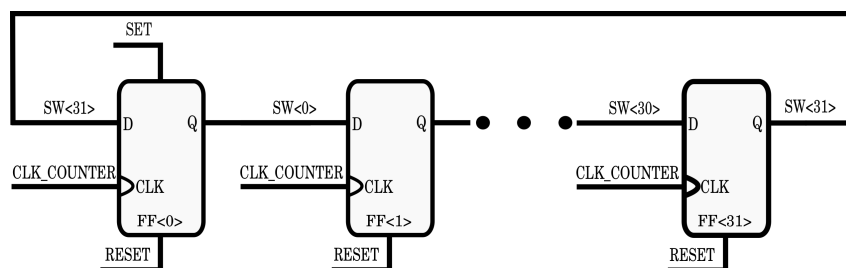 SET
SW<31>
SW<0>
SW<30>
SW<31>
D
Q
D
Q
D
Q
CLK_COUNTER
CLK
CLK_COUNTER
CLK
CLK_COUNTER
CLK
FF<0>
FF<1>
FF<31>
RESET
RESET
RESET